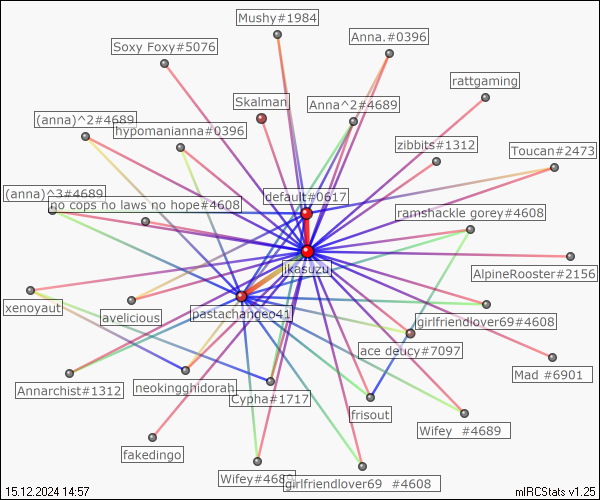 Mushy#1984
Anna.#0396
Soxy Foxy#5076
rattgaming
Skalman
Anna^2#4689
(anna)^2#4689
hypomanianna#0396
zibbits#1312
Toucan#2473
(anna)^3#4689
default#0617
no cops no laws no hope#4608
ramshackle gorey#4608
jikasuzu
AlpineRooster#2156
xenoyaut
avelicious
pastachangeo41
girlfriendlover69#4608
ace deucy#7097
Mad #6901
Annarchist#1312
neokingghidorah
Cypha#1717
frisout
Wifey #4689
fakedingo
Wifey#4689
girlfriendlover69 #4608
15.12.2024 14:57
mIRCStats v1.25